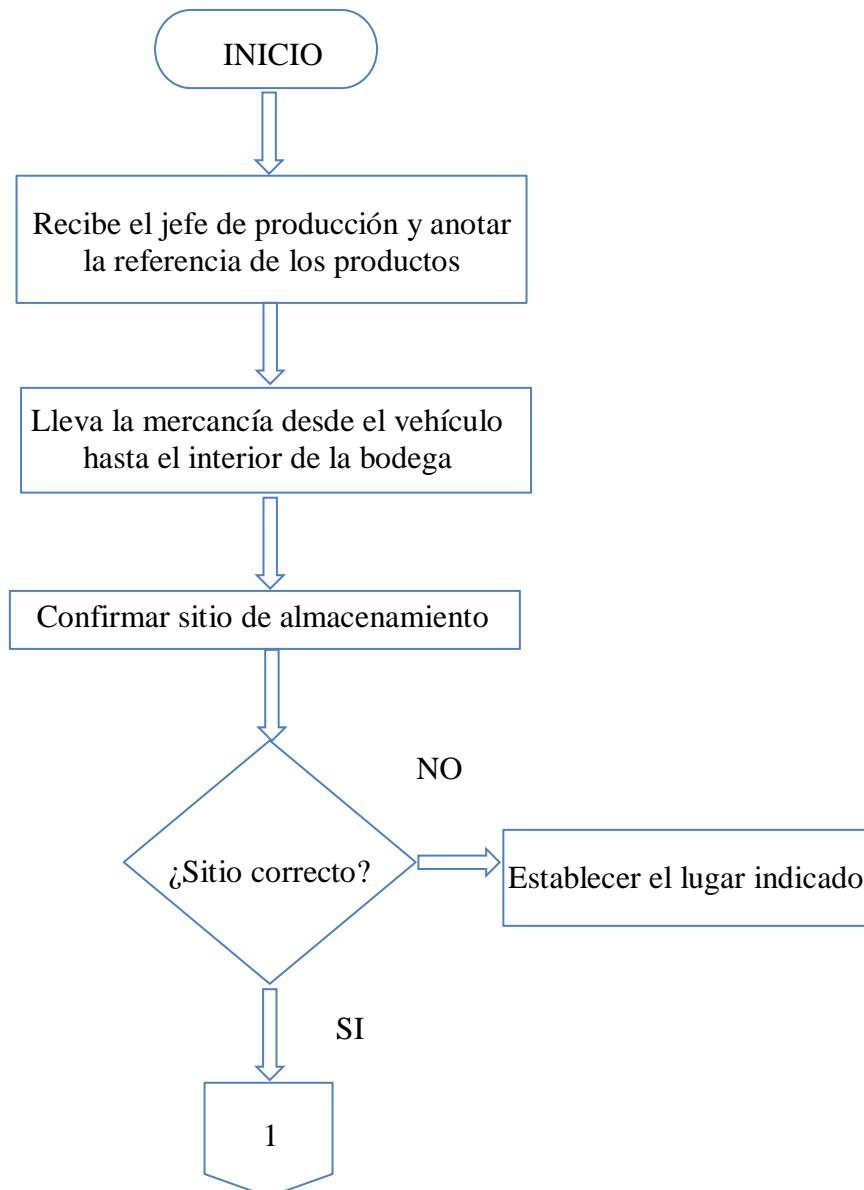 INICIO
Recibe el jefe de producción y anotar
la referencia de los productos
Lleva la mercancía desde el vehículo
hasta el interior de la bodega
Confirmar sitio de almacenamiento
NO
¿Sitio correcto?
Establecer el lugar indicado
SI
1